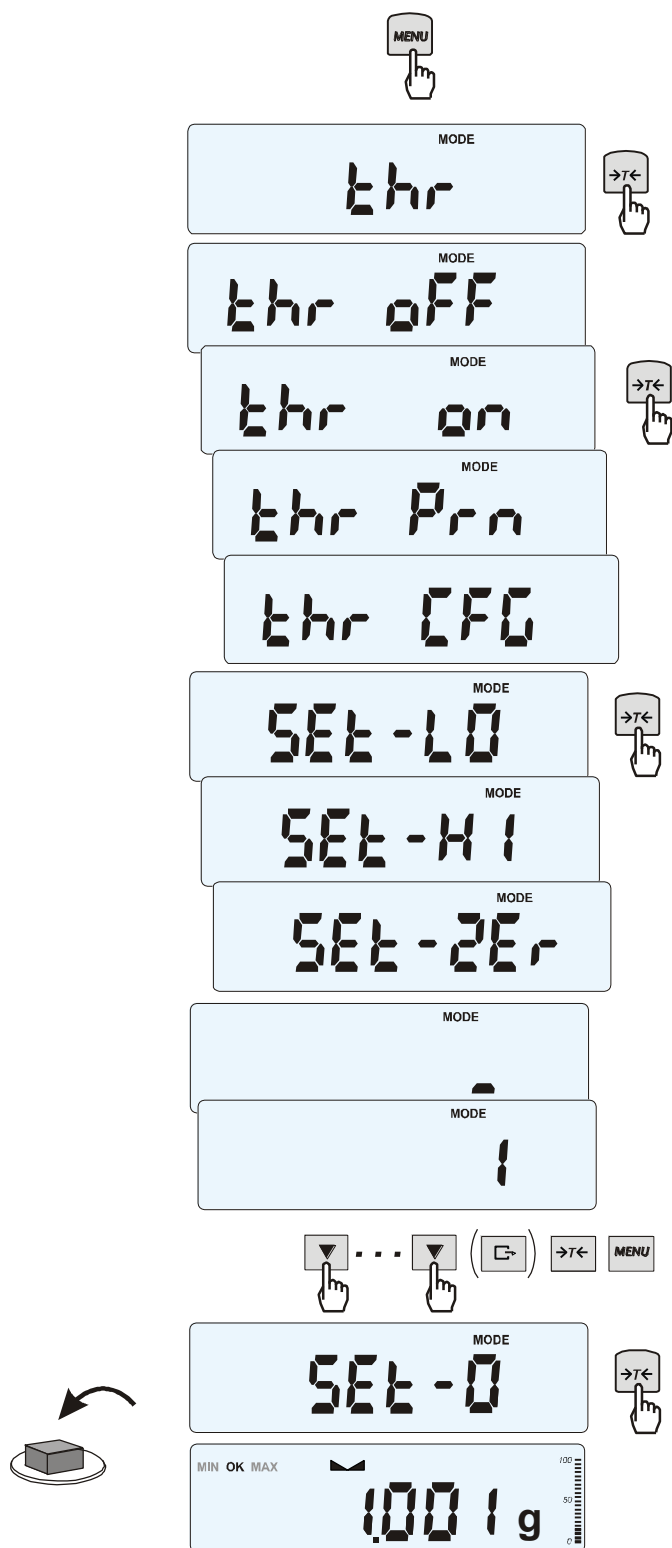 MENU
MODE
thr
→T←
MODE
thr oFF
MODE
thr on
→T←
MODE
thr Prn
thr CFG
MODE
SEt-LO
→T←
MODE
SEt-HI
MODE
SEt-2Er
MODE
_
MODE
1
▼ . . . ▼ ( ) →T← MENU
MODE
SEt-0
→T←
MIN OK MAX 100
50
1.001 g
0